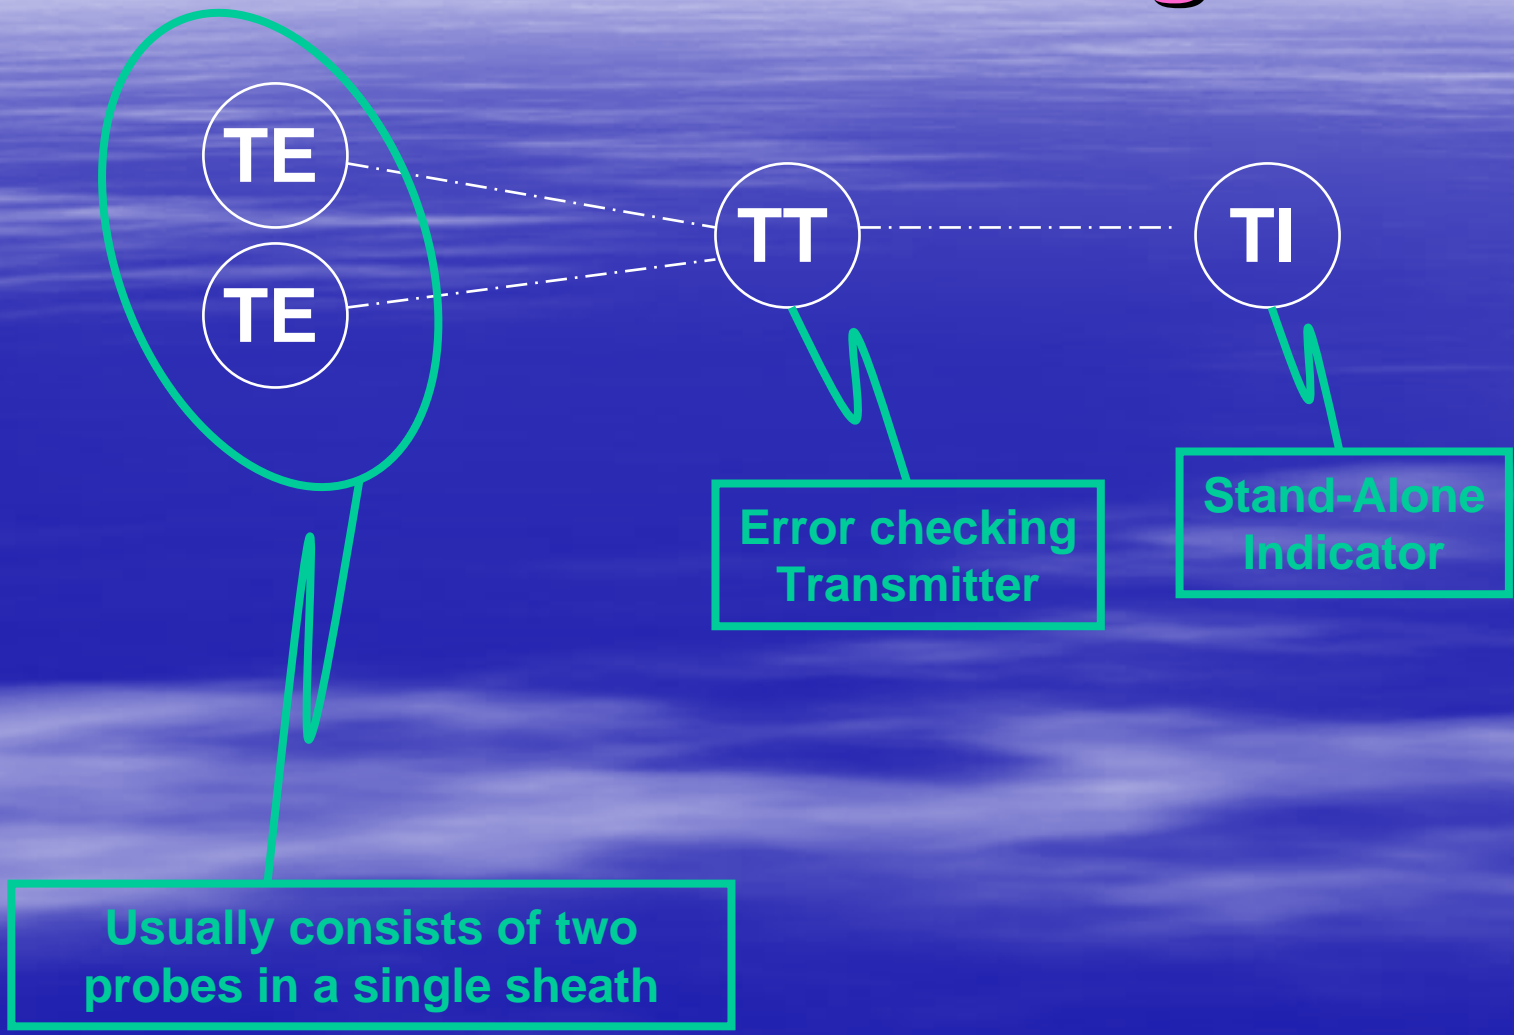 TE
TE
TT
TI
Error checking
Transmitter
Stand-Alone
Indicator
Usually consists of two
probes in a single sheath